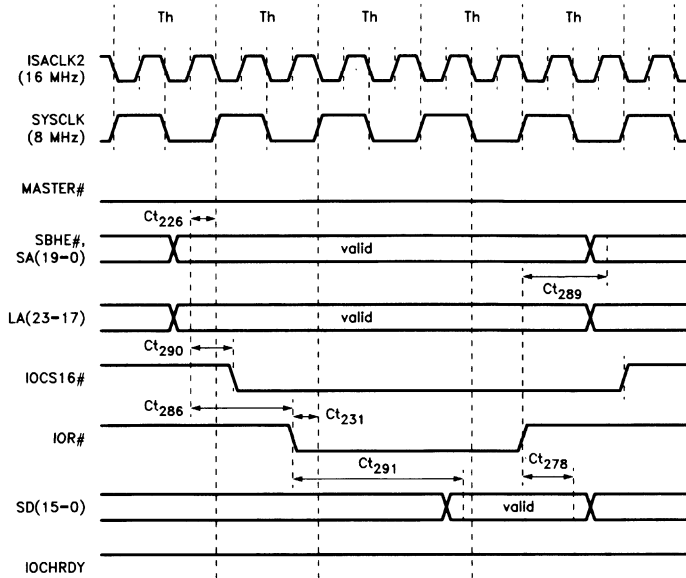 Th Th Th Th Th
ISACLK2
(16 MHz)
SYSCLK
(8 MHz)
MASTER#
Ct226
SBHE#,
SA(19-0)
valid
Ct289
LA(23-17)
valid
Ct290
IOCS16#
Ct286
Ct231
IOR#
Ct291
Ct278
SD(15-0)
valid
IOCHRDY